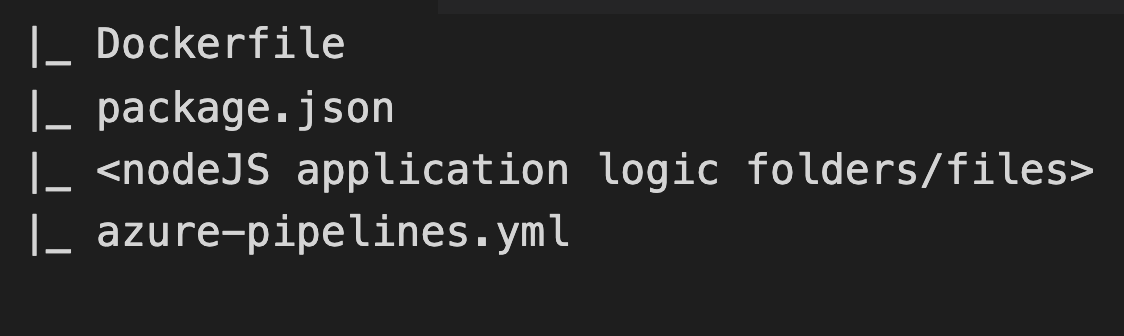 |_ Dockerfile
|_ package.json
|_ <nodeJS application logic folders/files>
|_ azure-pipelines.yml